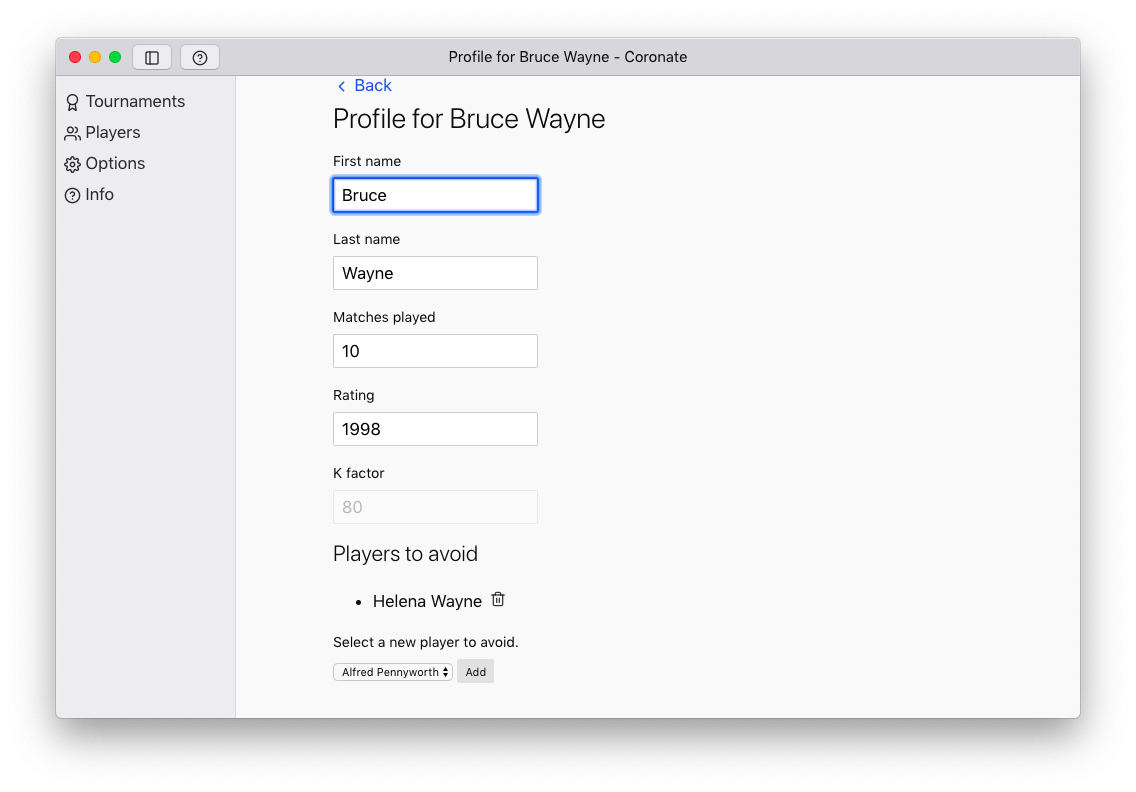 Profile for Bruce Wayne - Coronate
Tournaments
Players
Options
Info
Back
Profile for Bruce Wayne
First name
Bruce
Last name
Wayne
Matches played
10
Rating
1998
K factor
80
Players to avoid
Helena Wayne
Select a new player to avoid.
Alfred Pennyworth Add